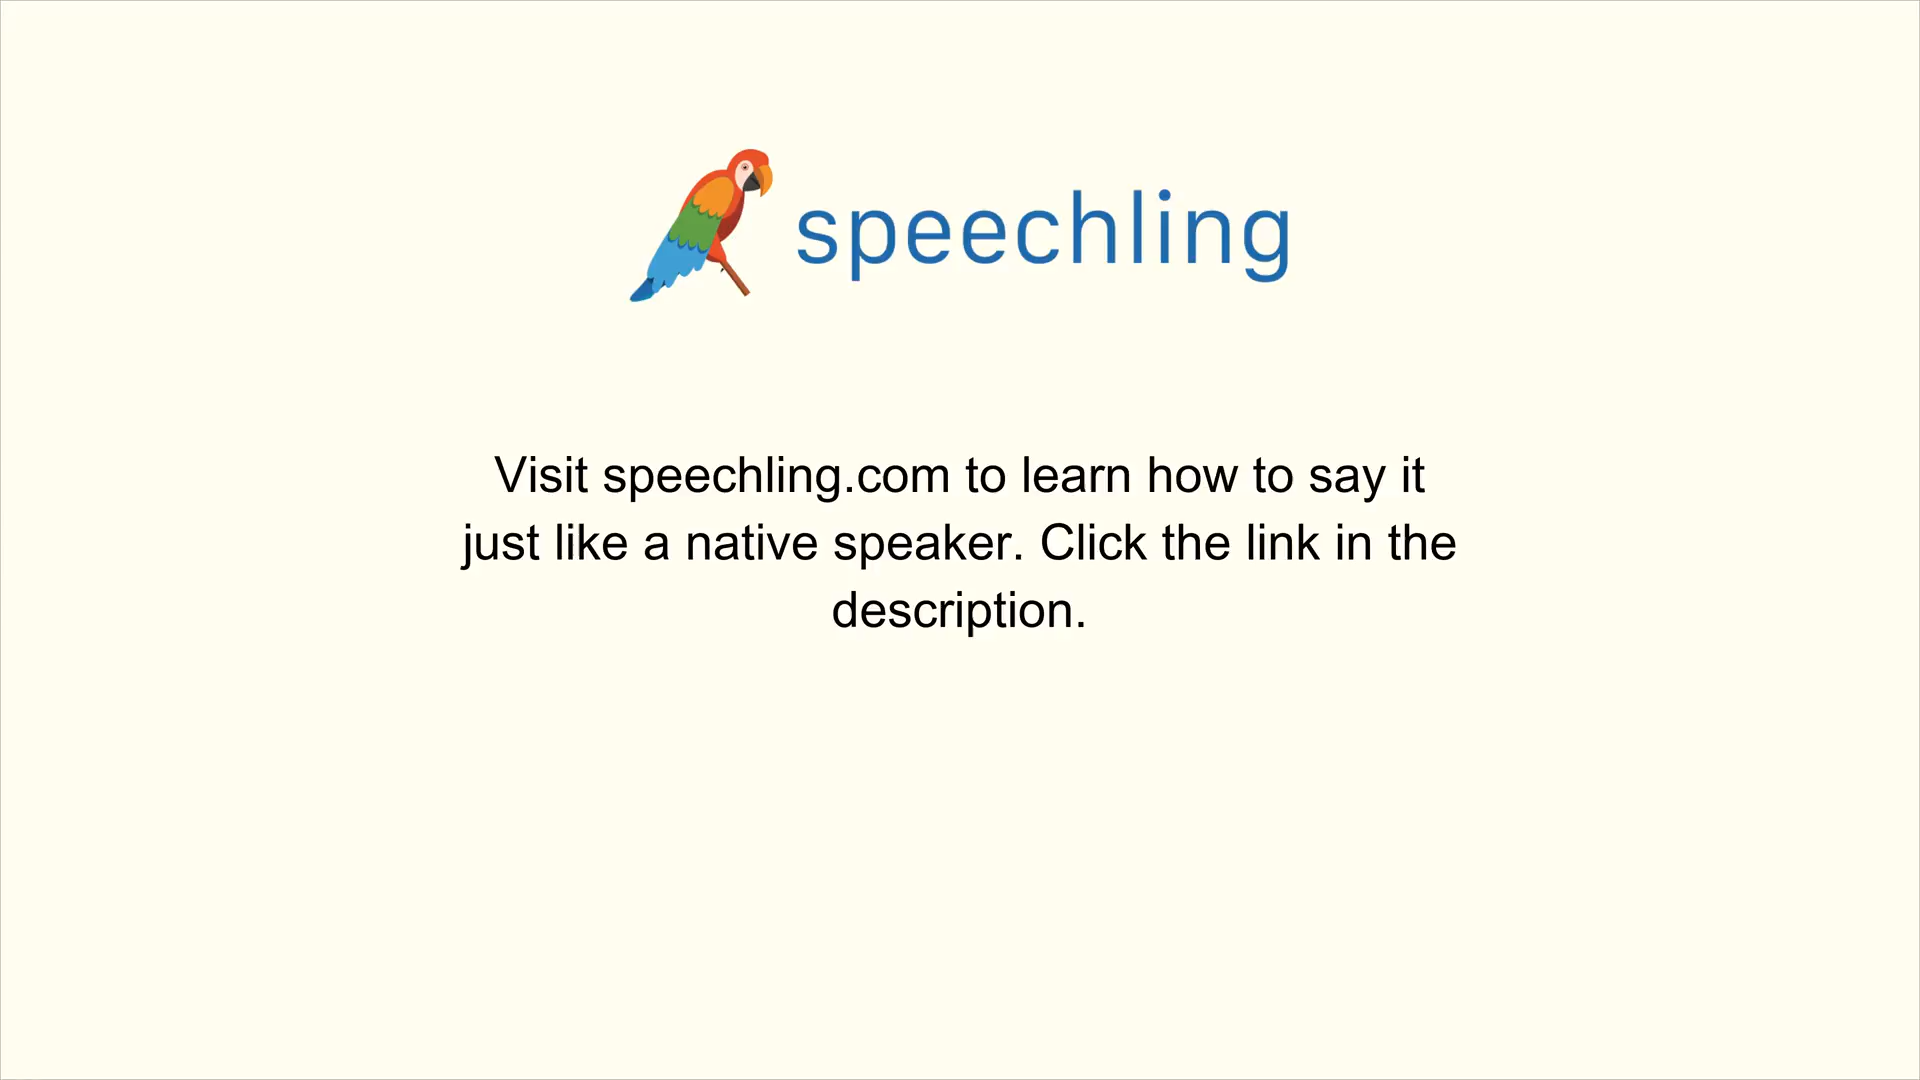 speechling
Visit speechling.com to learn how to say it
just like a native speaker. Click the link in the
description.